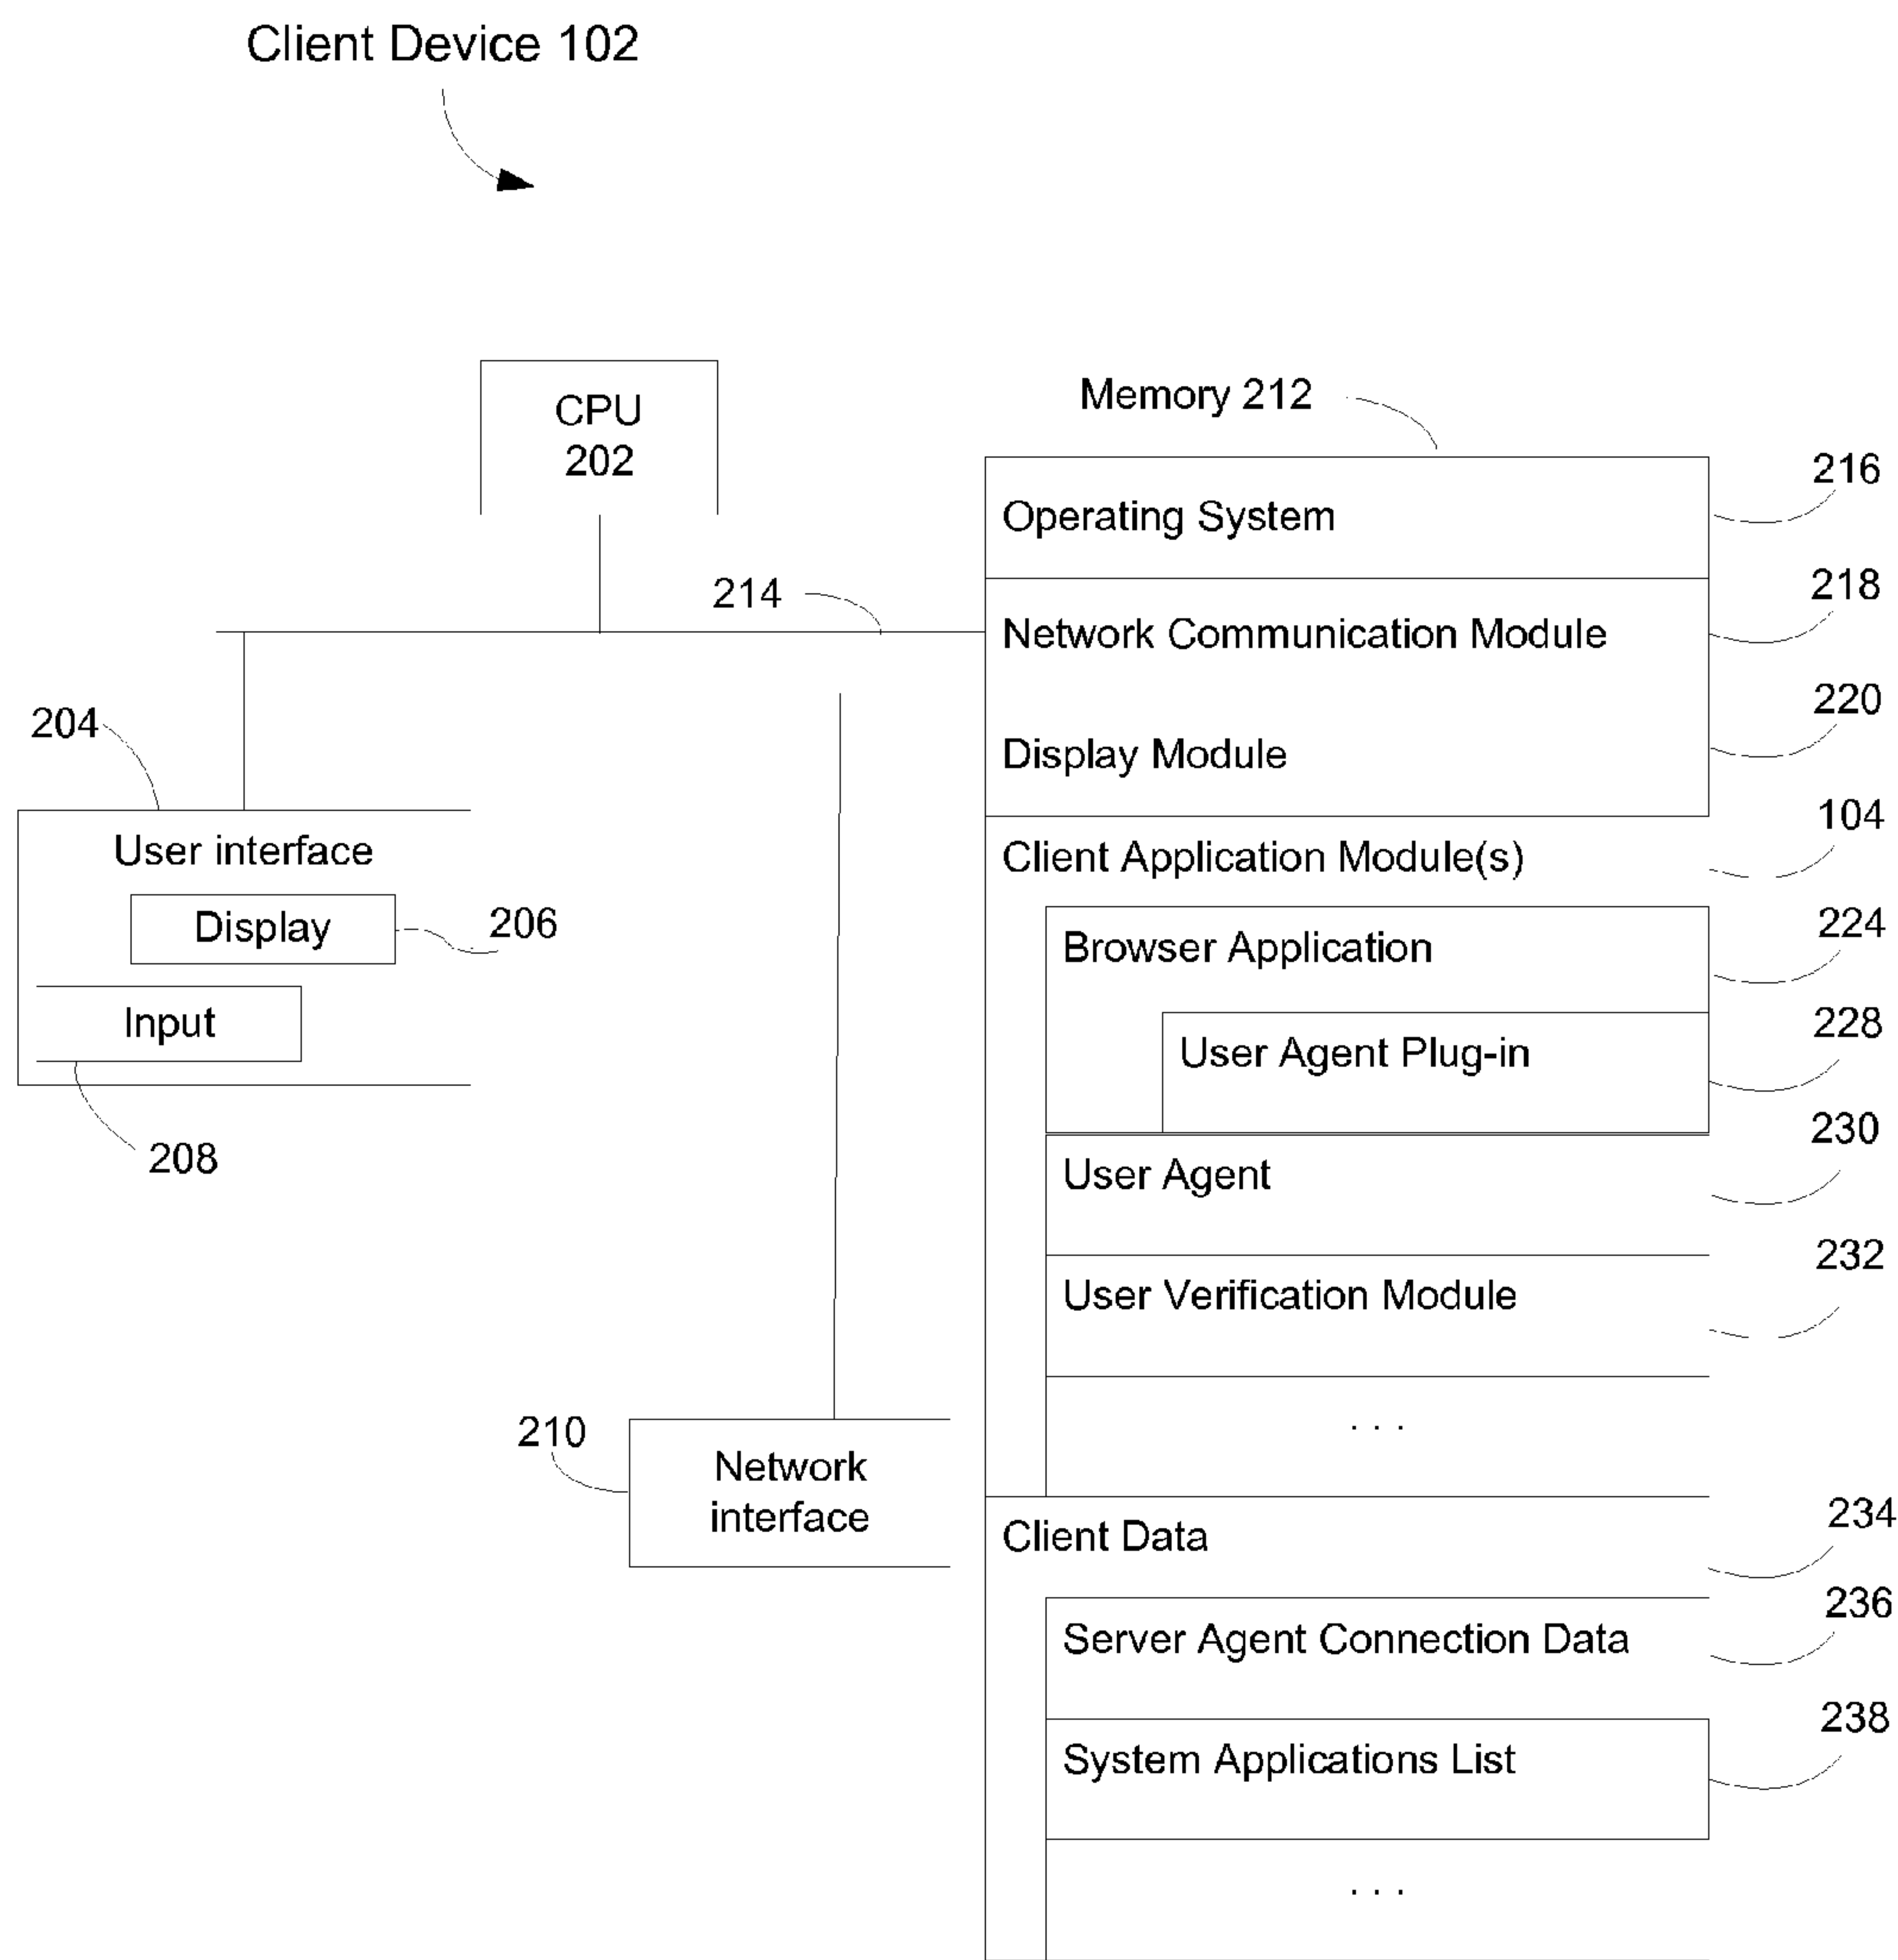 Client Device 102
CPU
202
Memory 212
216
Operating System
214
218
Network Communication Module
204
220
Display Module
104
User interface
Client Application Module(s)
Display
206
224
Browser Application
Input
228
User Agent Plug-in
208
230
User Agent
232
User Verification Module
. . .
210
Network
interface
234
Client Data
236
Server Agent Connection Data
238
System Applications List
. . .